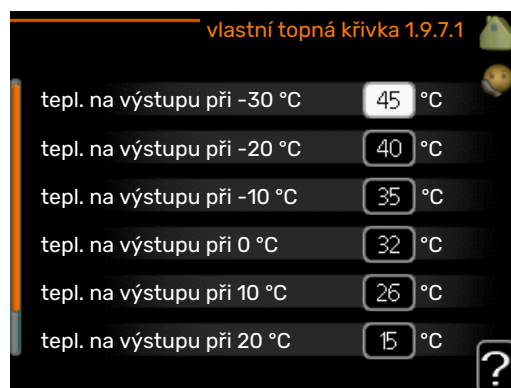 vlastní topná křivka 1.9.7.1
tepl. na výstupu při -30 °C 45 °C
tepl. na výstupu při -20 °C 40 °C
tepl. na výstupu při -10 °C 35 °C
tepl. na výstupu při 0 °C 32 °C
tepl. na výstupu při 10 °C 26 °C
tepl. na výstupu při 20 °C 15 °C
?